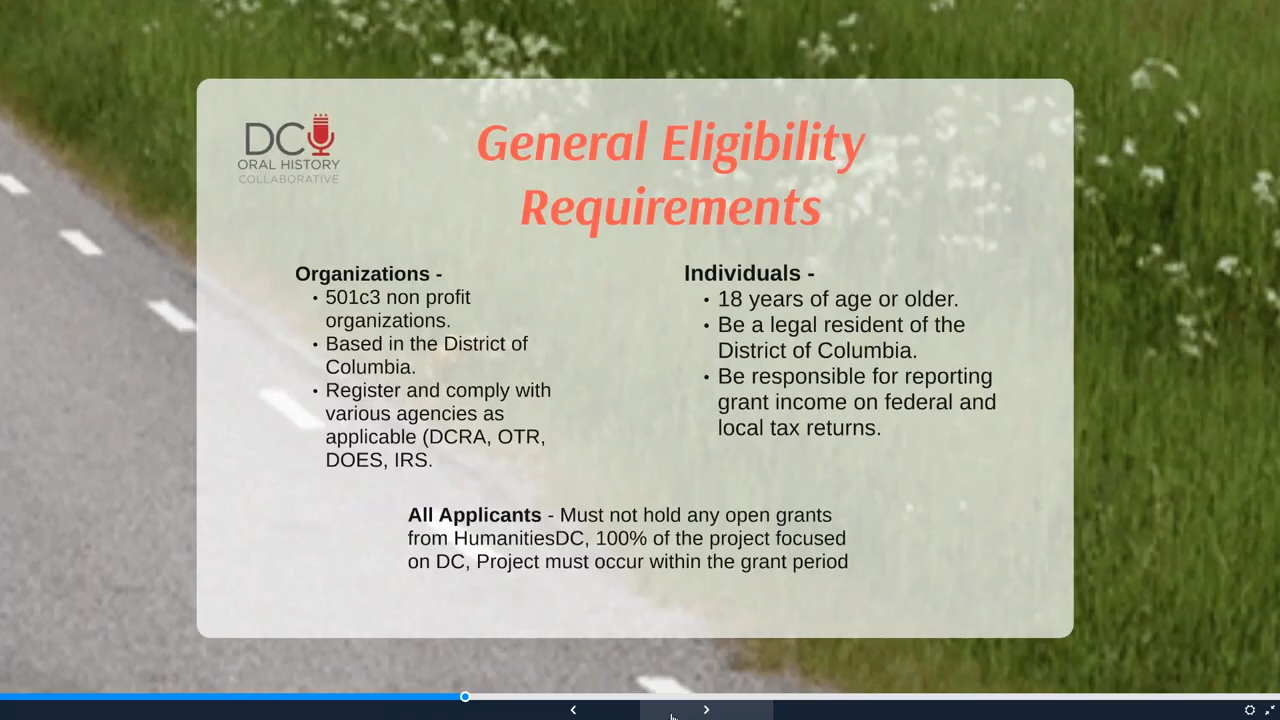 DC
ORAL HISTORY
COLLABORATIVE
General Eligibility
Requirements
Organizations -
• 501c3 non profit
organizations.
• Based in the District of
Columbia.
• Register and comply with
various agencies as
applicable (DCRA, OTR,
DOES, IRS.
Individuals -
• 18 years of age or older.
• Be a legal resident of the
District of Columbia.
• Be responsible for reporting
grant income on federal and
local tax returns.
All Applicants - Must not hold any open grants
from HumanitiesDC, 100% of the project focused
on DC, Project must occur within the grant period